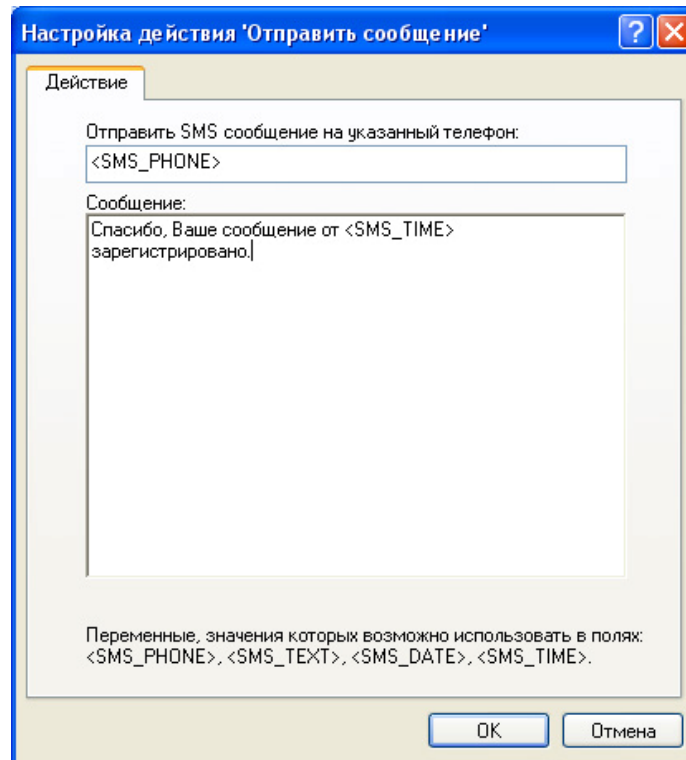 Настройка действия 'Отправить сообщение'
Действие
Отправить SMS сообщение на указанный телефон:
<SMS_PHONE>
Сообщение:
Спасибо, Ваше сообщение от <SMS_TIME>
зарегистрировано.
Переменные, значения которых возможно использовать в полях:
<SMS_PHONE>, <SMS_TEXT>, <SMS_DATE>, <SMS_TIME>.
OK Отмена